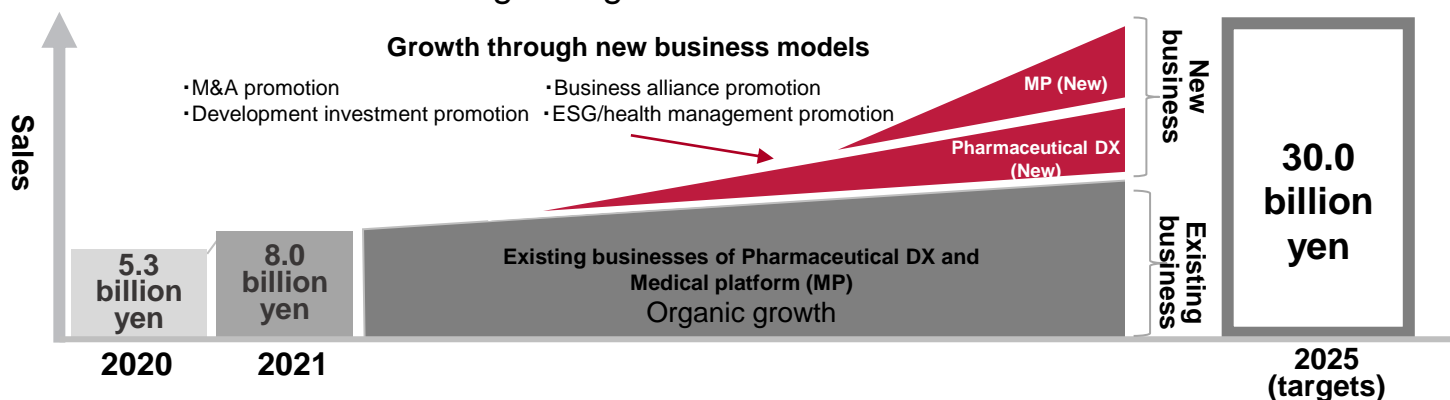 Growth through new business models
・M&A promotion
・Business alliance promotion
・Development investment promotion
・ESG/health management promotion
Sales
MP (New)
Pharmaceutical DX
(New)
New
business
Existing
business
Existing businesses of Pharmaceutical DX and
Medical platform (MP)
Organic growth
5.3
billion
yen
8.0
billion
yen
30.0
billion
yen
2020
2021
2025
(targets)